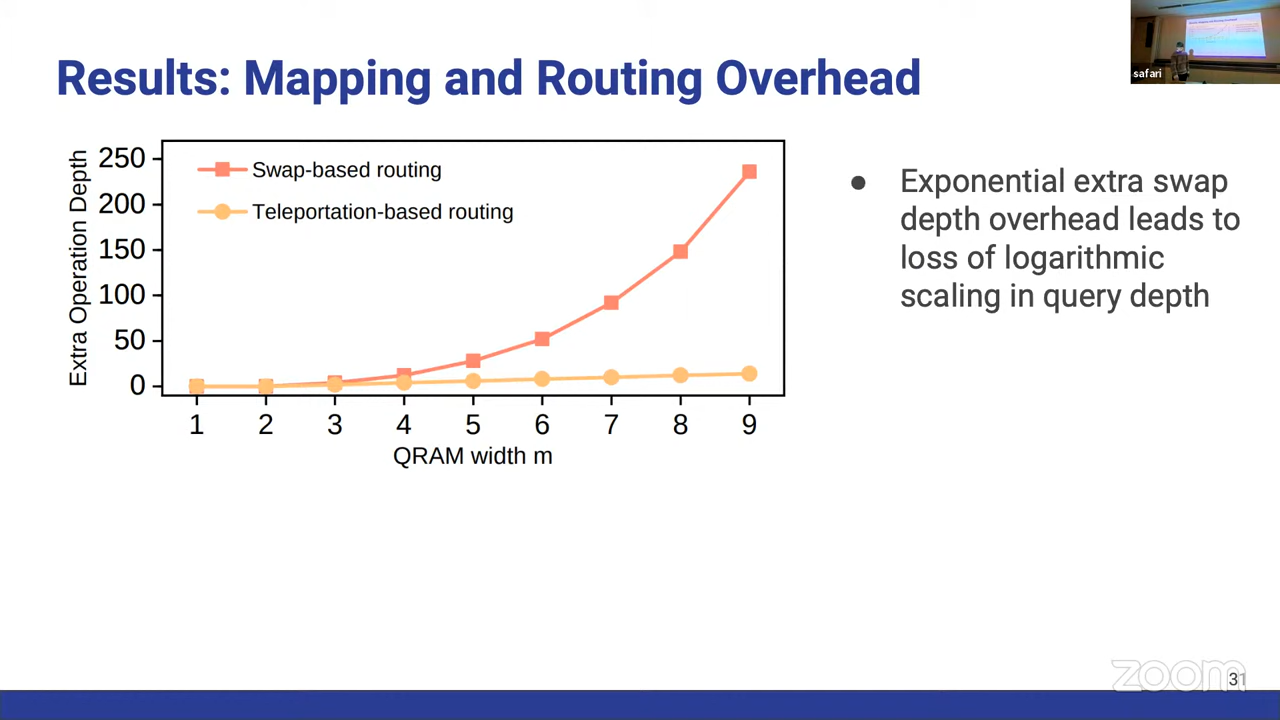 safari
Results: Mapping and Routing Overhead
Extra Operation Depth
250
200
150
100
50
0
Swap-based routing
Teleportation-based routing
1 2 3 4 5 6 7 8 9
QRAM width m
● Exponential extra swap
depth overhead leads to
loss of logarithmic
scaling in query depth
zoom
31